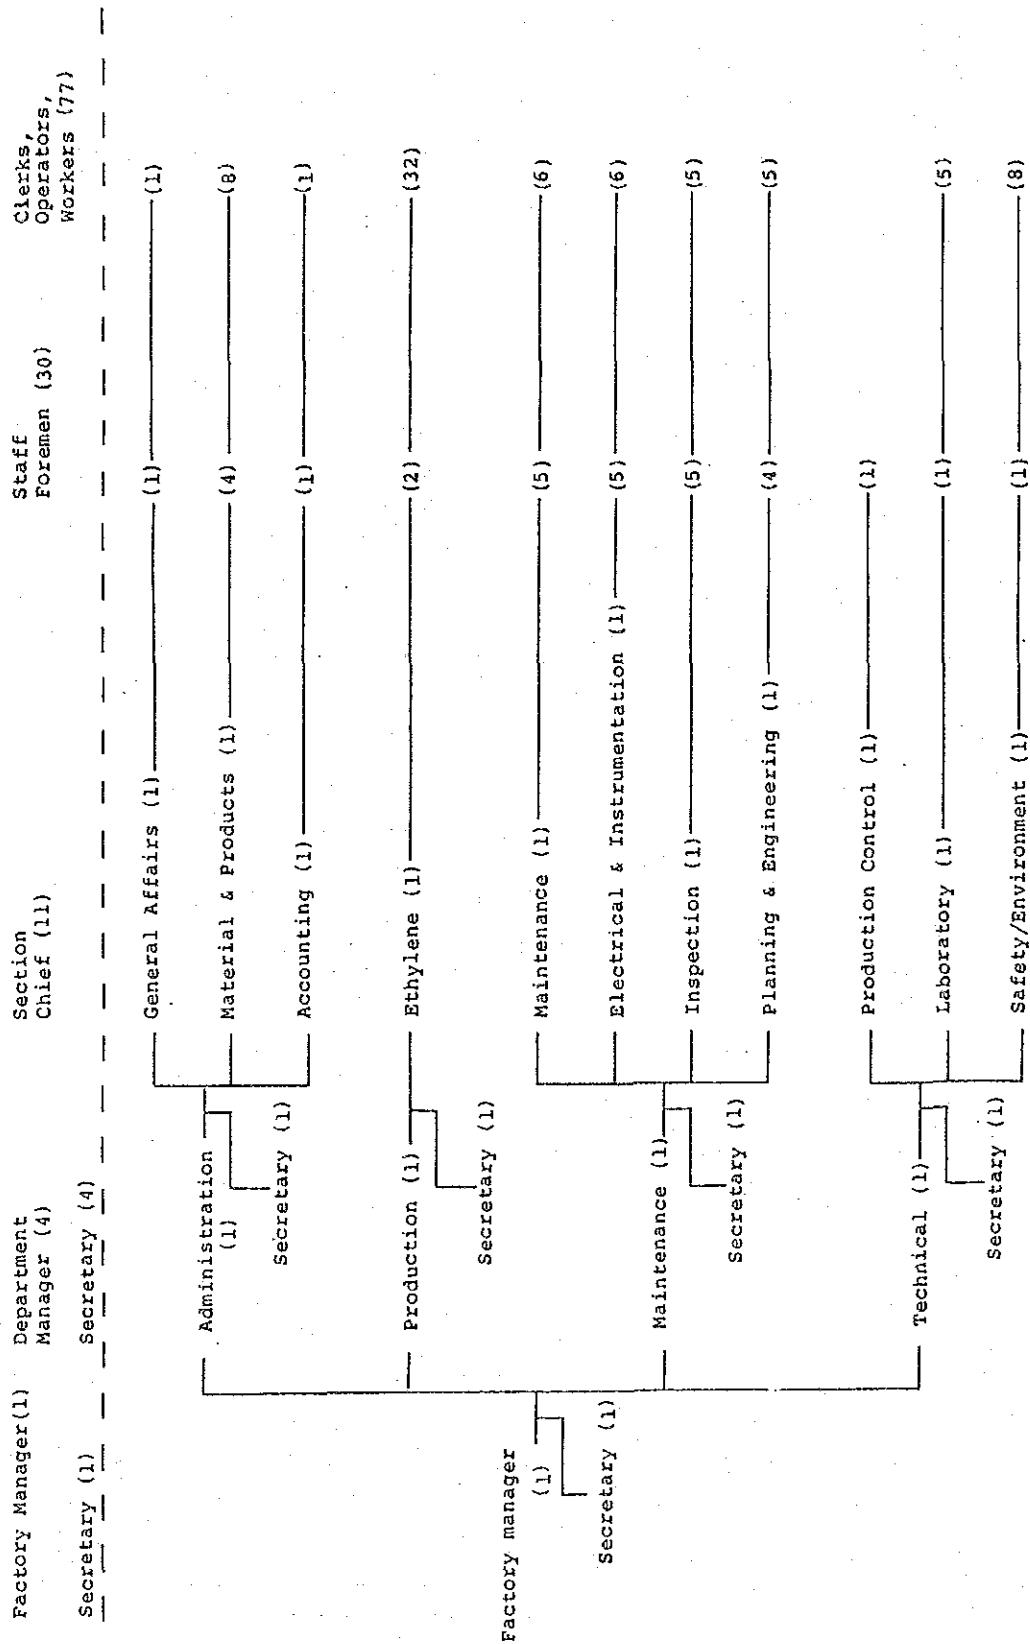 Factory Manager(1)
Secretary (1)
Department
Manager (4)
Secretary (4)
Section
Chief (11)
Staff
Foremen (30)
Clerks,
Operators,
Workers (77)
Factory manager
(1)
Secretary (1)
Administration
(1)
Secretary (1)
General Affairs (1) (1) (1)
Material & Products (1) (4) (8)
Accounting (1) (1) (1)
Production (1) Ethylene (1) (2) (32)
Secretary (1)
Maintenance (1)
Secretary (1)
Maintenance (1) (5) (6)
Electrical & Instrumentation (1) (5) (6)
Inspection (1) (5) (5)
Planning & Engineering (1) (4) (5)
Technical (1)
Secretary (1)
Production Control (1) (1)
Laboratory (1) (1) (5)
Safety/Environment (1) (1) (8)